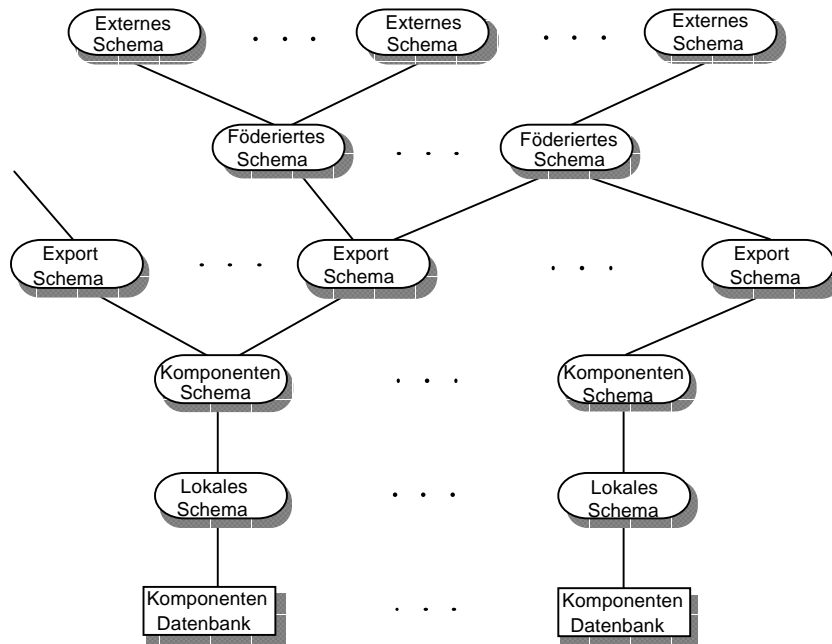 Externes
Schema
. . .
Externes
Schema
. . .
Externes
Schema
Föderiertes
Schema
. . .
Föderiertes
Schema
Export
Schema
. . .
Export
Schema
. . .
Export
Schema
Komponenten
Schema
. . .
Komponenten
Schema
Lokales
Schema
. . .
Lokales
Schema
Komponenten
Datenbank
. . .
Komponenten
Datenbank